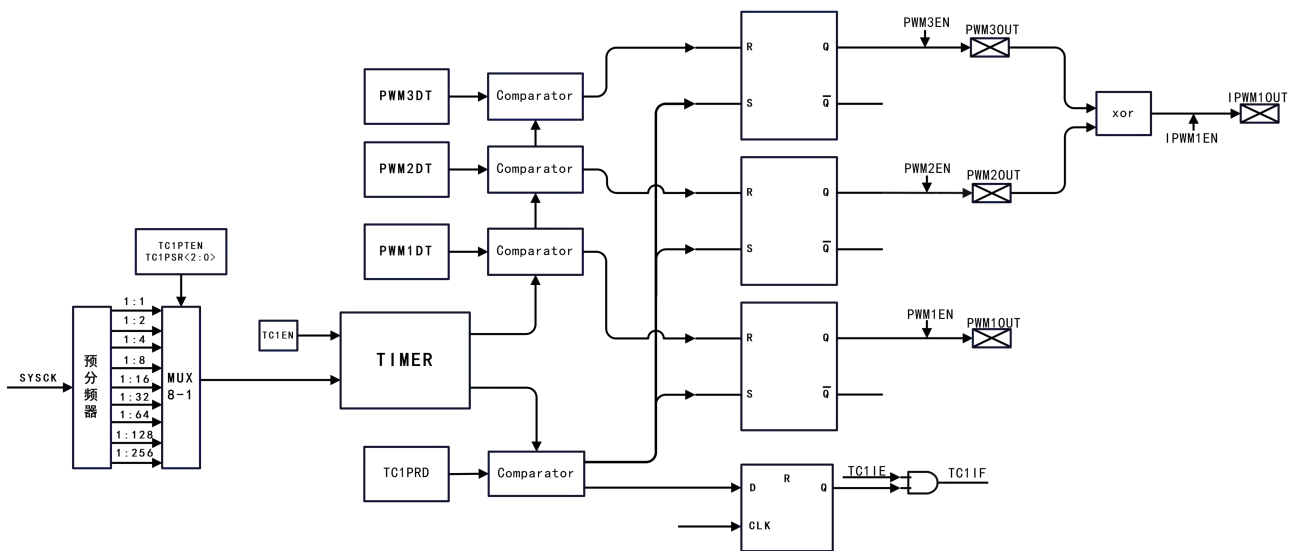 PWM3EN
PWM3OUT
R
Q
S
Q
PWM3DT
Comparator
xor
IPWM1OUT
IPWM1EN
PWM2DT
Comparator
PWM2EN
PWM2OUT
R
Q
S
Q
PWM1DT
Comparator
TC1PTEN
TC1PSR<2:0>
1:1
1:2
1:4
1:8
1:16
1:32
1:64
1:128
1:256
SYSCK
预分频器
MUX
8-1
TC1EN
TIMER
PWM1EN
PWM1OUT
R
Q
S
Q
TC1PRD
Comparator
D
R
Q
CLK
TC1IE
TC1IF